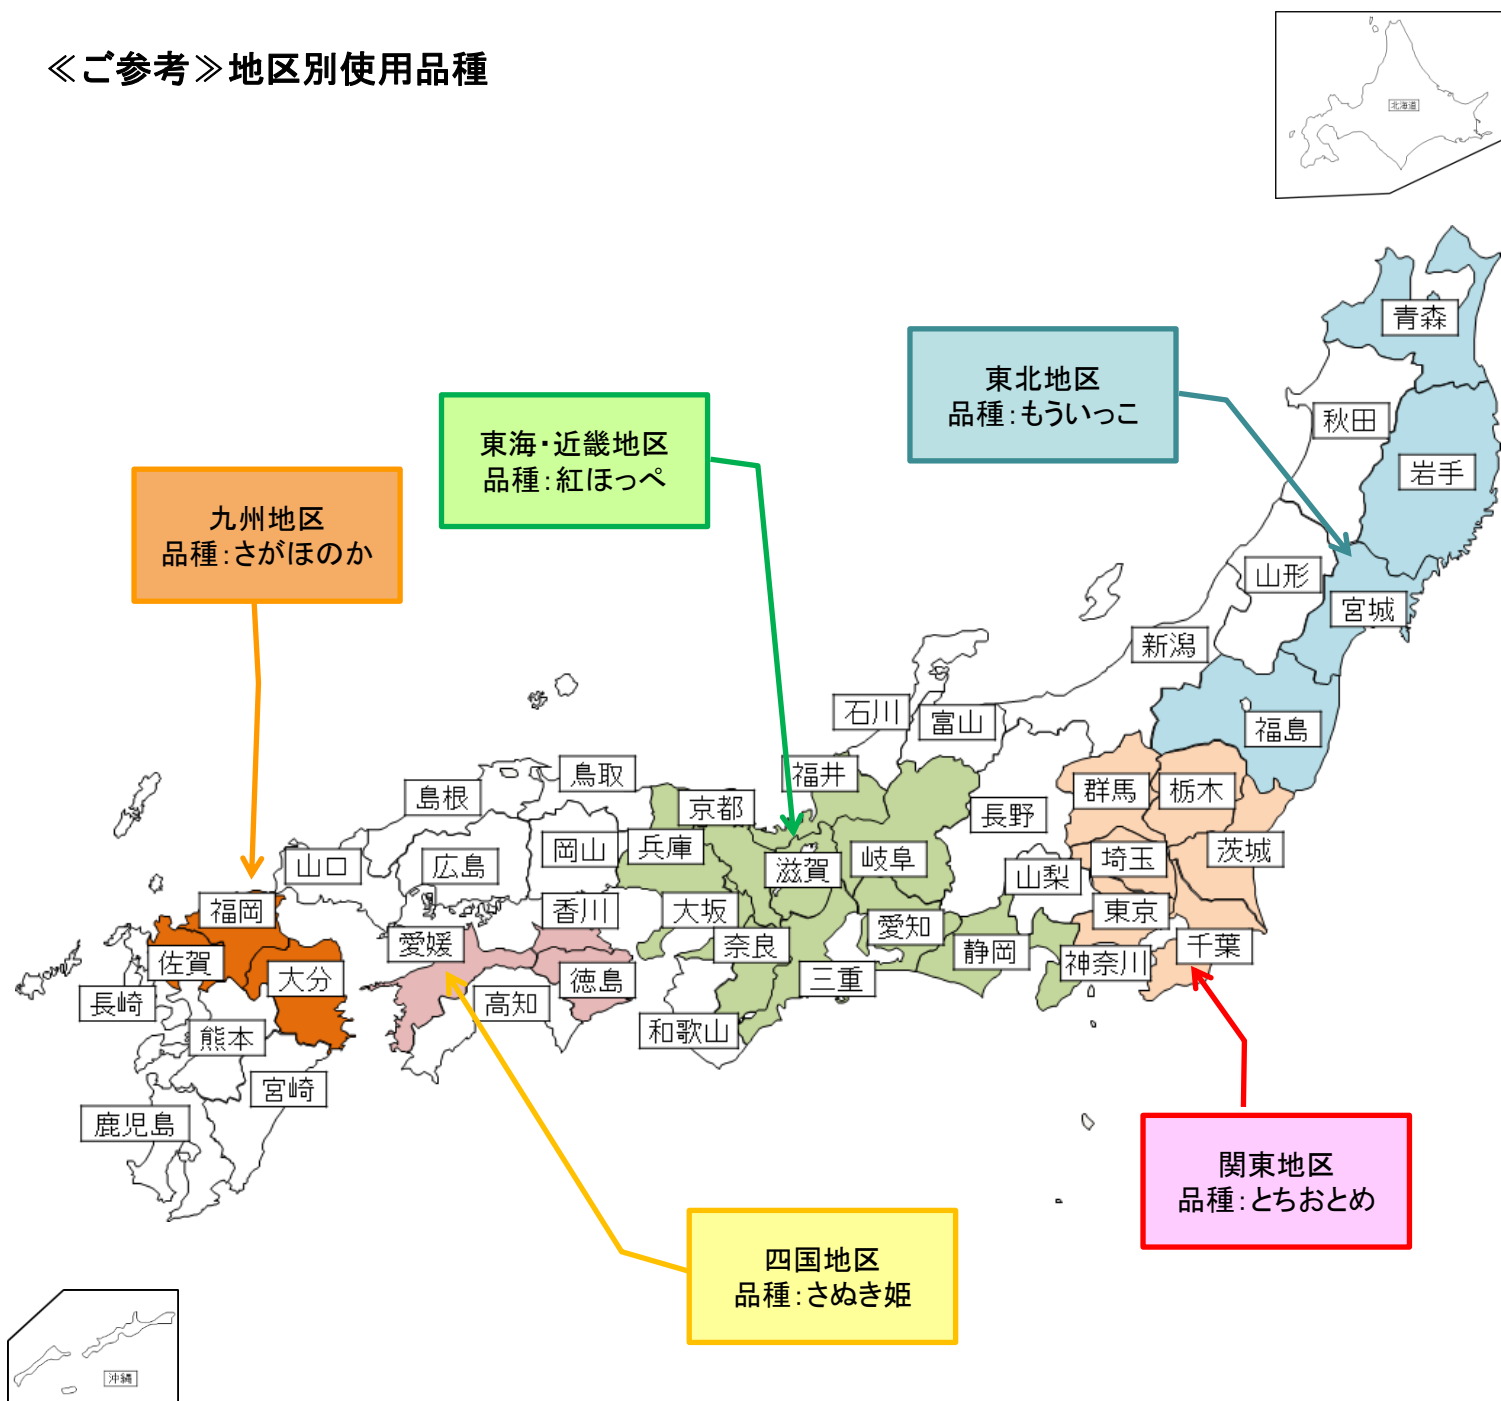 ≪ご参考≫地区別使用品種
北海道
青森
東北地区
品種:もういっこ
秋田
東海・近畿地区
品種:紅ほっぺ
岩手
九州地区
品種:さがほのか
山形
宮城
新潟
石川
富山
福島
鳥取
福井
群馬
栃木
島根
京都
長野
岡山
兵庫
茨城
山口
広島
滋賀
岐阜
埼玉
山梨
福岡
香川
大坂
東京
愛媛
奈良
愛知
静岡
千葉
佐賀
大分
徳島
三重
神奈川
長崎
高知
熊本
和歌山
宮崎
鹿児島
関東地区
品種:とちおとめ
四国地区
品種:さぬき姫
沖縄